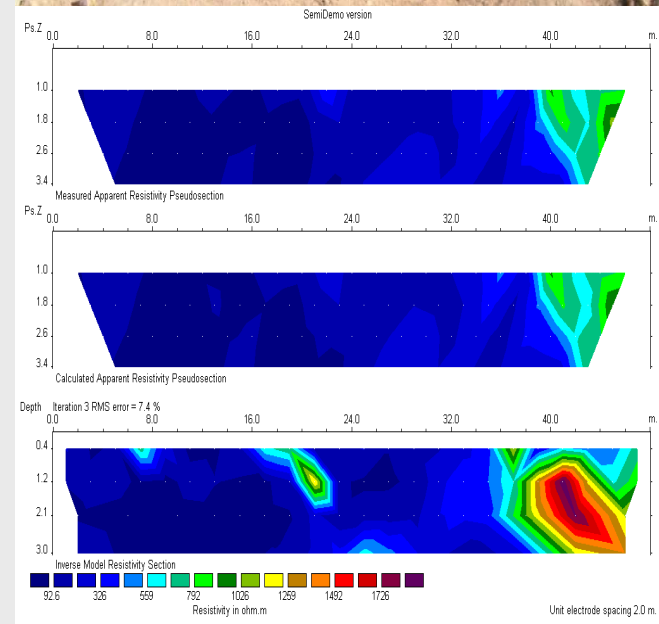 SemiDemo version
Ps.Z 0.0 8.0 16.0 24.0 32.0 40.0 m.
1.0
1.8
2.6
3.4
Measured Apparent Resistivity Pseudosection
Ps.Z 0.0 8.0 16.0 24.0 32.0 40.0 m.
1.0
1.8
2.6
3.4
Calculated Apparent Resistivity Pseudosection
Depth Iteration 3 RMS error = 7.4 %
0.0 8.0 16.0 24.0 32.0 40.0 m.
0.4
1.2
2.1
3.0
Inverse Model Resistivity Section
92.6 326 559 792 1026 1259 1492 1726
Resistivity in ohm.m Unit electrode spacing 2.0 m.